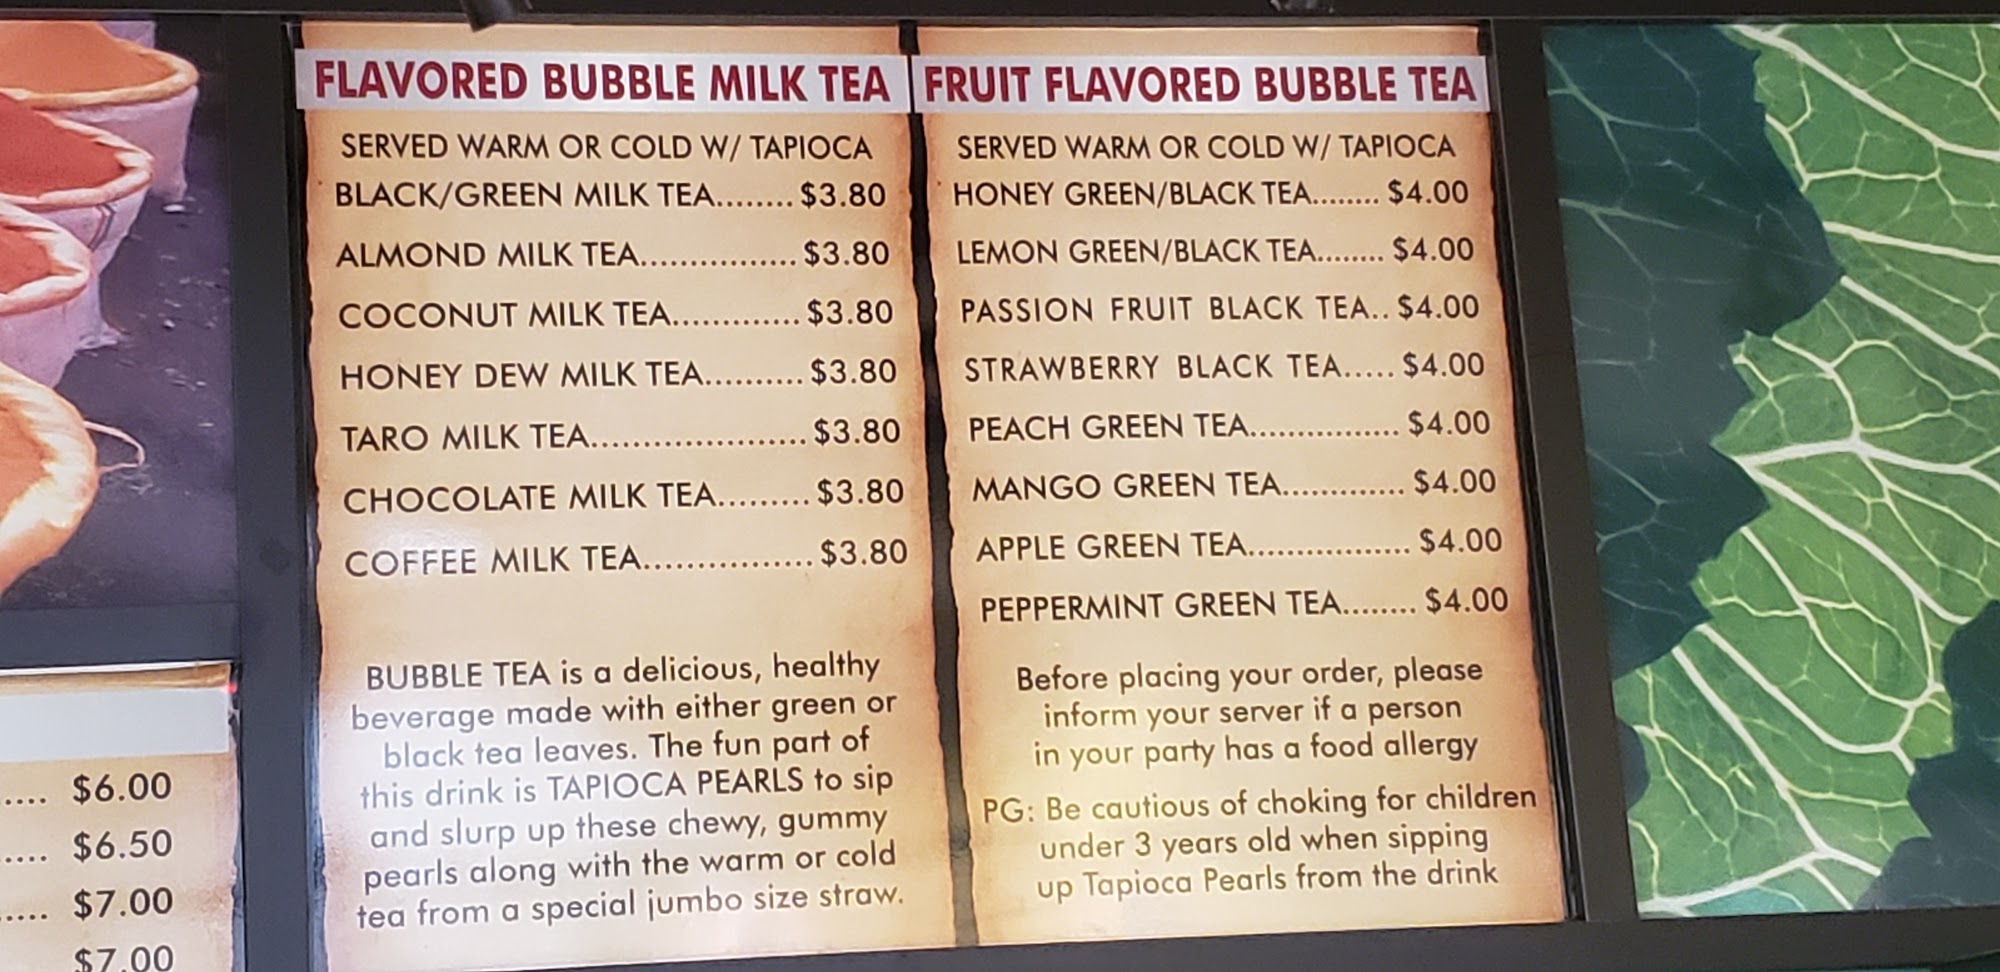 FLAVORED BUBBLE MILK TEA
SERVED WARM OR COLD W/ TAPIOCA
BLACK/GREEN MILK TEA........ $3.80
ALMOND MILK TEA................ $3.80
COCONUT MILK TEA............. $3.80
HONEY DEW MILK TEA.......... $3.80
TARO MILK TEA...................... $3.80
CHOCOLATE MILK TEA......... $3.80
COFFEE MILK TEA................. $3.80
BUBBLE TEA is a delicious, healthy
beverage made with either green or
black tea leaves. The fun part of
this drink is TAPIOCA PEARLS to sip
and slurp up these chewy, gummy
pearls along with the warm or cold
tea from a special jumbo size straw.
FRUIT FLAVORED BUBBLE TEA
SERVED WARM OR COLD W/ TAPIOCA
HONEY GREEN/BLACK TEA........ $4.00
LEMON GREEN/BLACK TEA........ $4.00
PASSION FRUIT BLACK TEA.. $4.00
STRAWBERRY BLACK TEA..... $4.00
PEACH GREEN TEA................ $4.00
MANGO GREEN TEA............. $4.00
APPLE GREEN TEA................. $4.00
PEPPERMINT GREEN TEA........ $4.00
Before placing your order, please
inform your server if a person
in your party has a food allergy
PG: Be cautious of choking for children
under 3 years old when sipping
up Tapioca Pearls from the drink
.... $6.00
.... $6.50
.... $7.00
$7.00